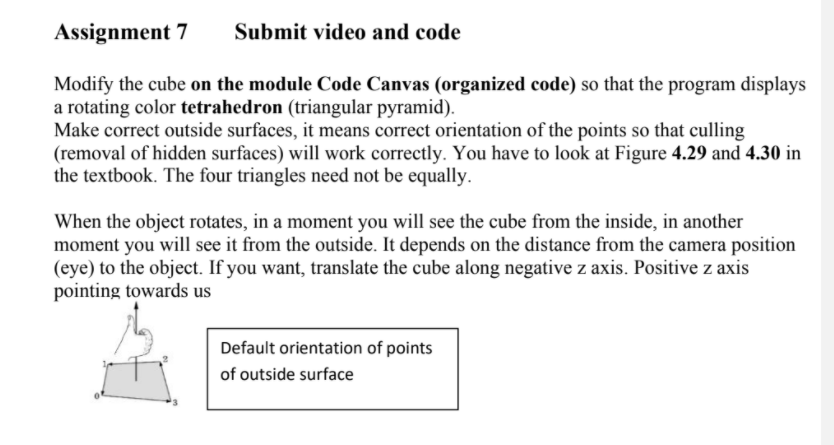 Assignment 7 Submit video and code
Modify the cube on the module Code Canvas (organized code) so that the program displays
a rotating color tetrahedron (triangular pyramid).
Make correct outside surfaces, it means correct orientation of the points so that culling
(removal of hidden surfaces) will work correctly. You have to look at Figure 4.29 and 4.30 in
the textbook. The four triangles need not be equally.
When the object rotates, in a moment you will see the cube from the inside, in another
moment you will see it from the outside. It depends on the distance from the camera position
(eye) to the object. If you want, translate the cube along negative z axis. Positive z axis
pointing towards us
1 2
0 3
Default orientation of points
of outside surface